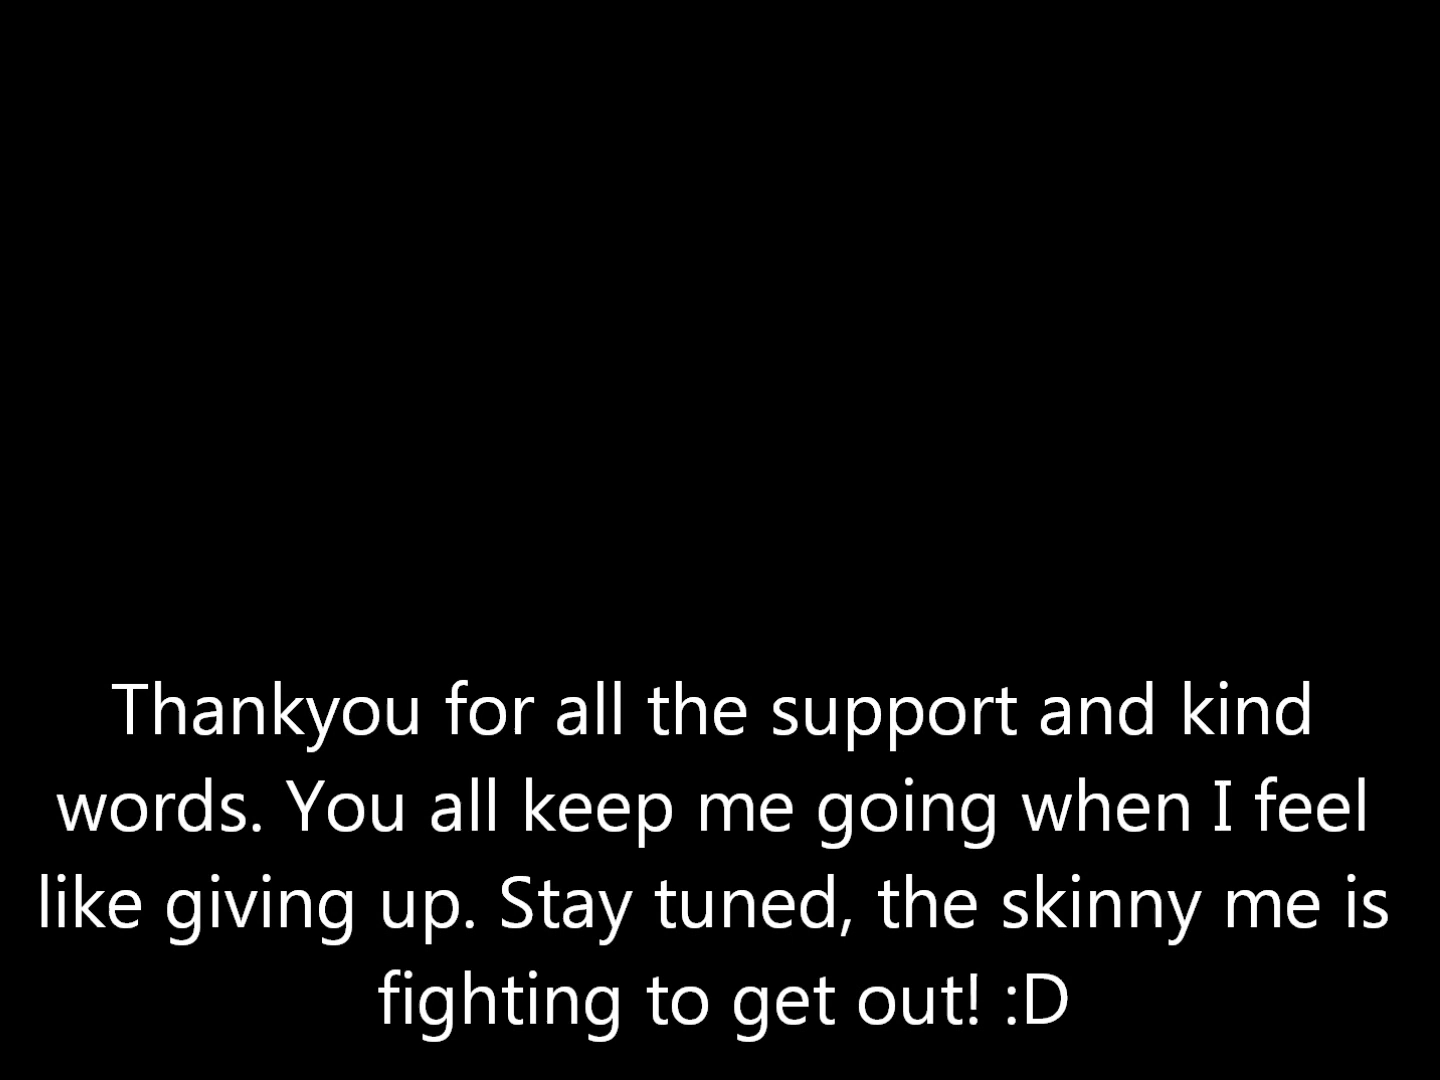 Thankyou for all the support and kind
words. You all keep me going when I feel
like giving up. Stay tuned, the skinny me is
fighting to get out! :D